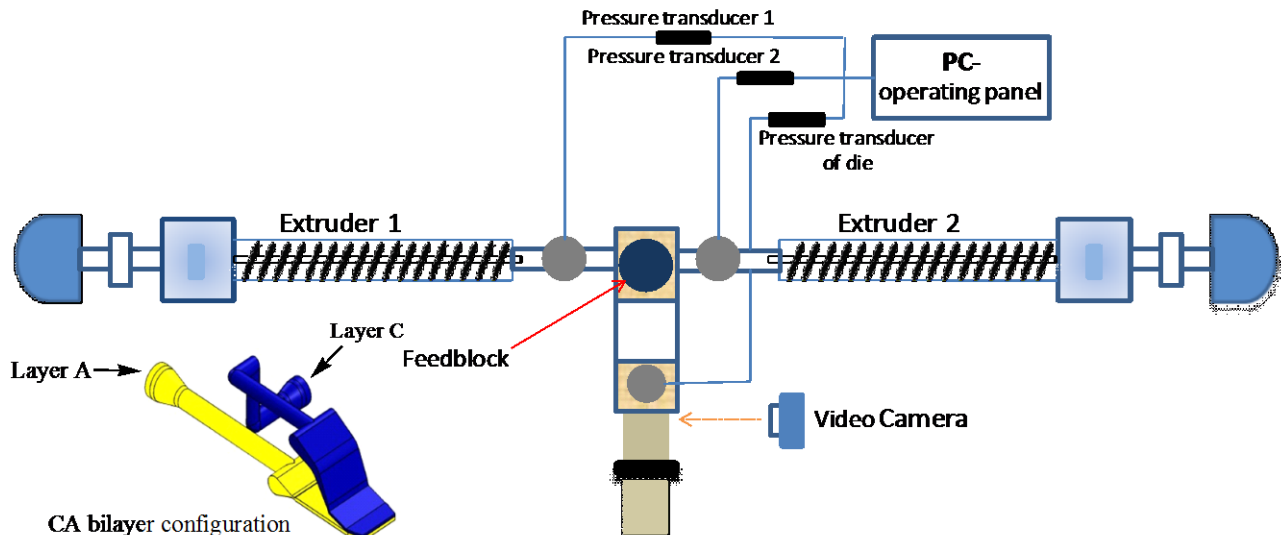 Pressure transducer 1
Pressure transducer 2
PC-
operating panel
Pressure transducer
of die
Extruder 1
Extruder 2
Layer C
Feedblock
Layer A
Video Camera
CA bilayer configuration